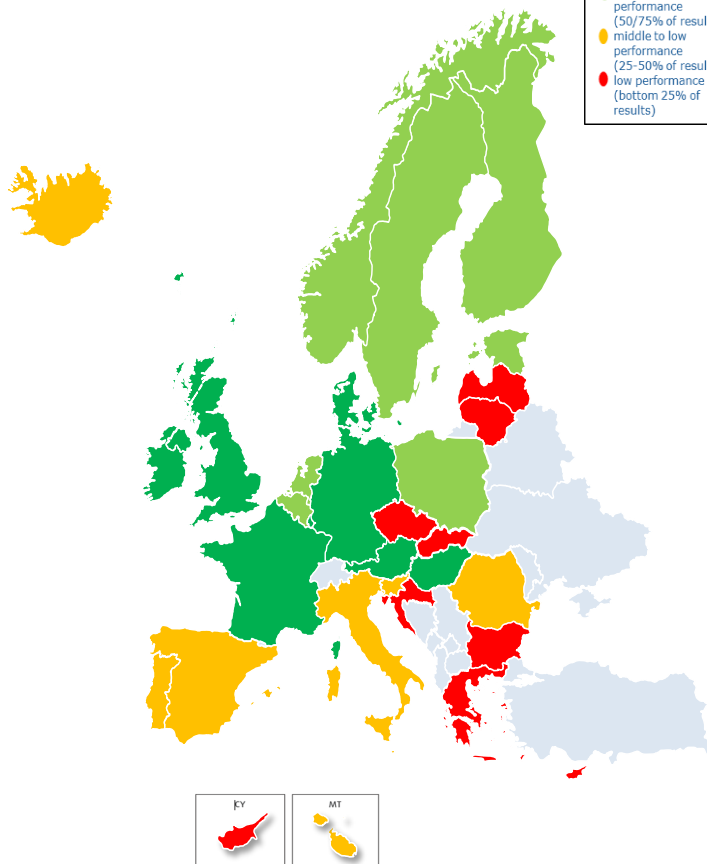 performance
(50/75% of resul
middle to low
performance
(25-50% of resul
low performance
(bottom 25% of
results)
CY
MT